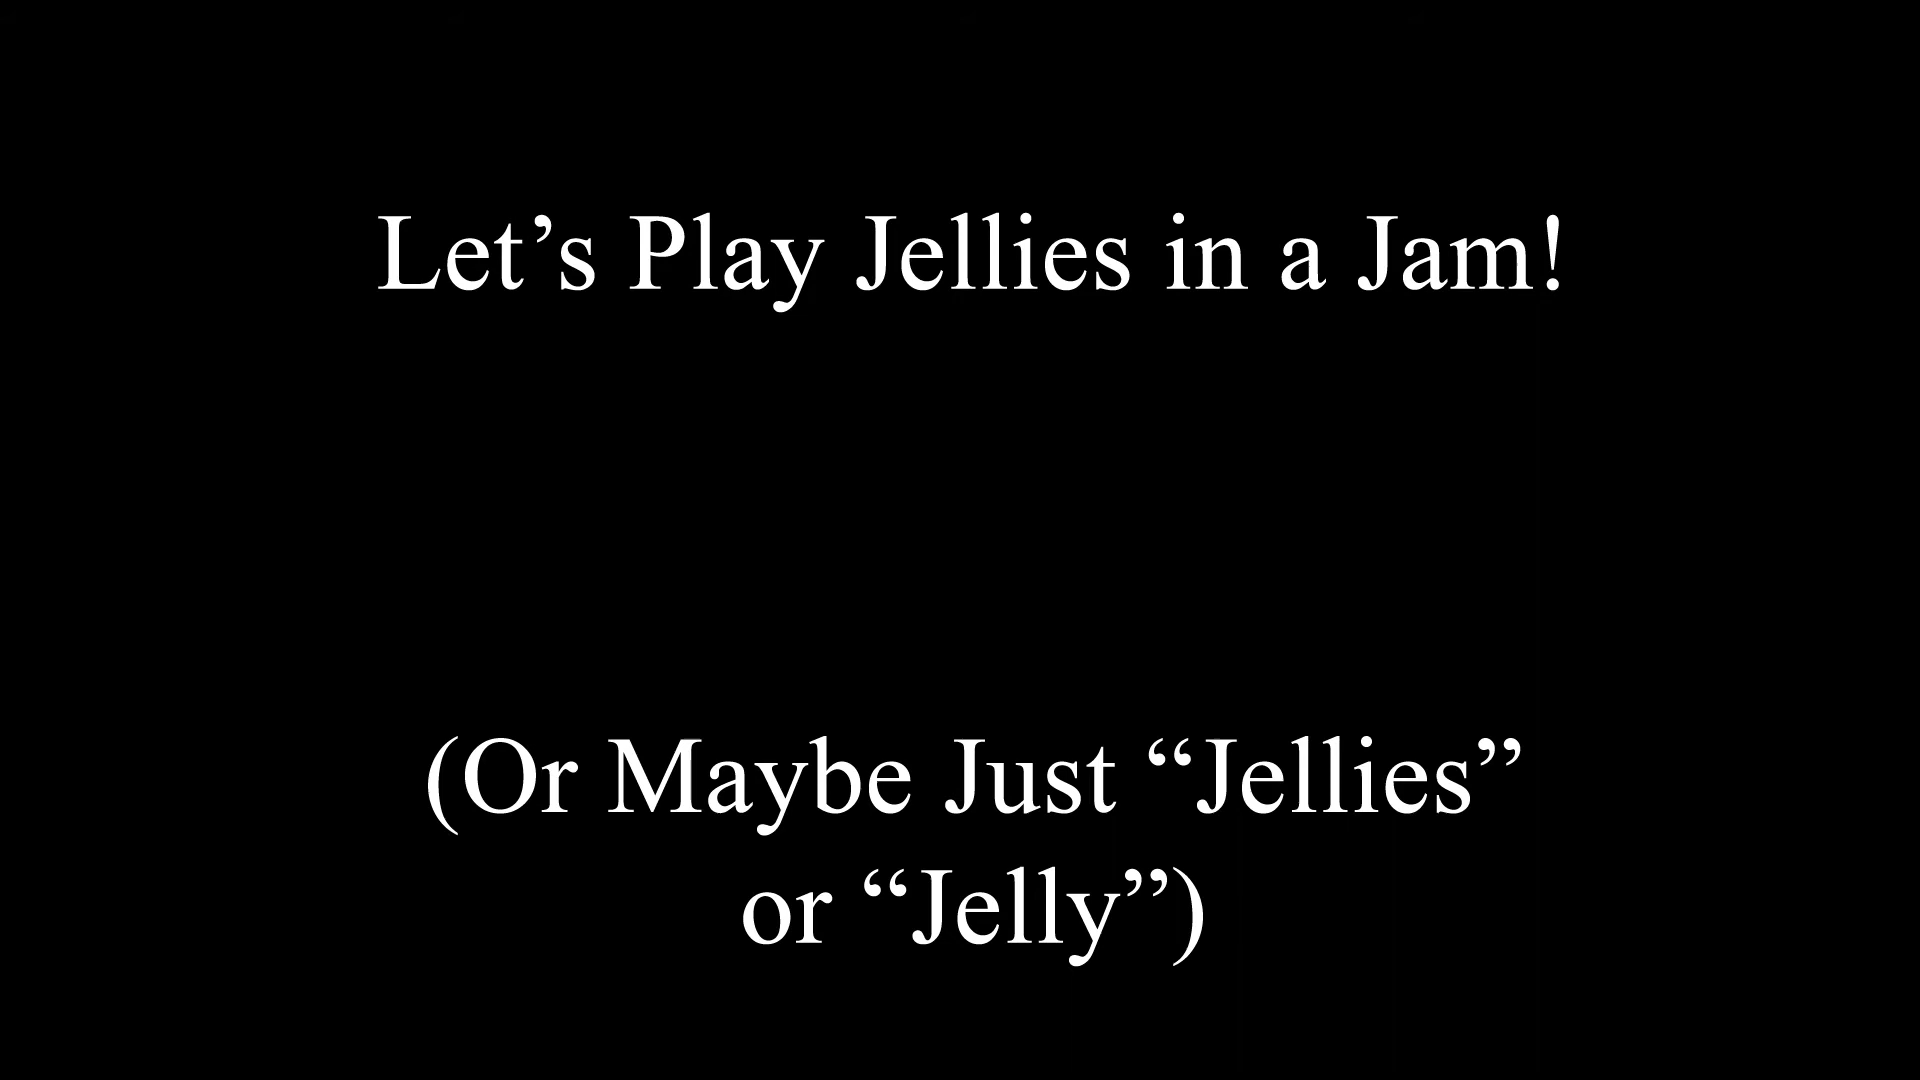 Let’s Play Jellies in a Jam!
(Or Maybe Just “Jellies”
or “Jelly”)